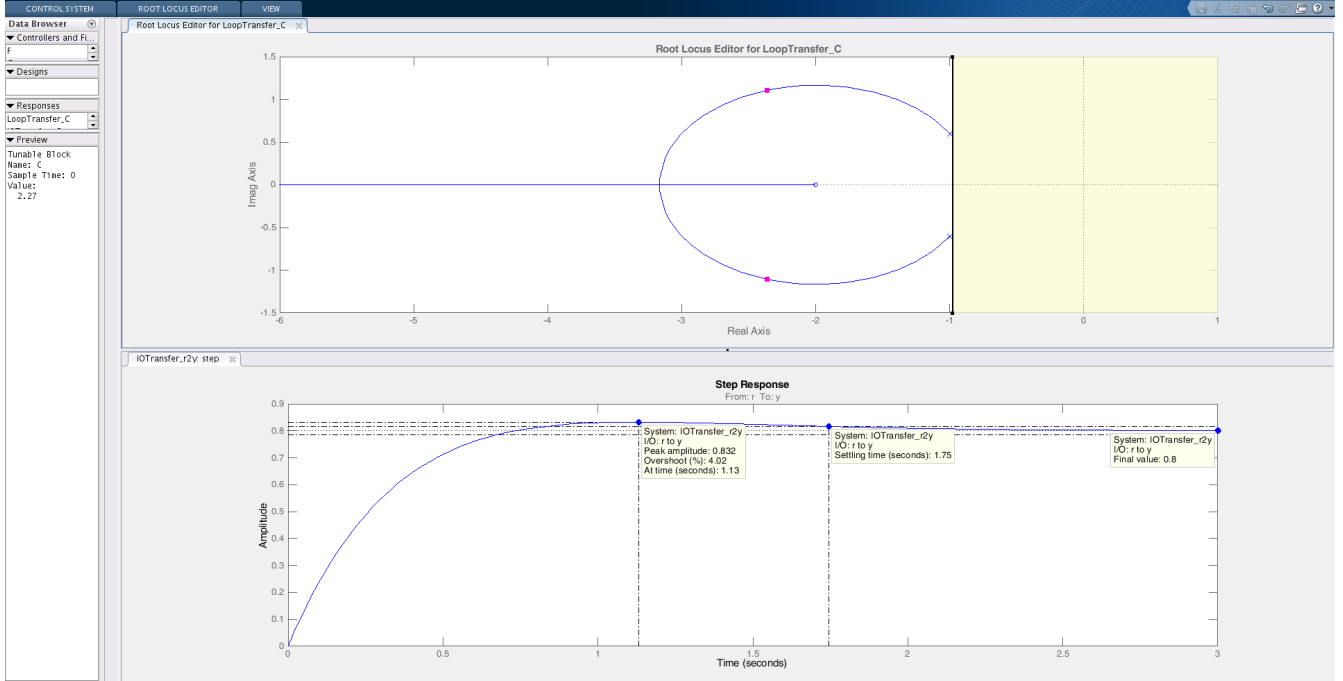 CONTROL SYSTEM
ROOT LOCUS EDITOR
VIEW
Data Browser
Controllers and Fi...
F
Designs
Responses
LoopTransfer_C
Preview
Tunable Block
Name: C
Sample Time: 0
Value:
2.27
Root Locus Editor for LoopTransfer_C
Root Locus Editor for LoopTransfer_C
1.5
1
0.5
0
-0.5
-1
-1.5
Imag Axis
-6 -5 -4 -3 -2 -1 0 1
Real Axis
IOTransfer_r2y: step
Step Response
From: r To: y
0.9
0.8
0.7
0.6
0.5
0.4
0.3
0.2
0.1
0
Amplitude
System: IOTransfer_r2y
I/O: r to y
Peak amplitude: 0.832
Overshoot (%): 4.02
At time (seconds): 1.13
System: IOTransfer_r2y
I/O: r to y
Settling time (seconds): 1.75
System: IOTransfer_r2y
I/O: r to y
Final value: 0.8
0 0.5 1 1.5 2 2.5 3
Time (seconds)